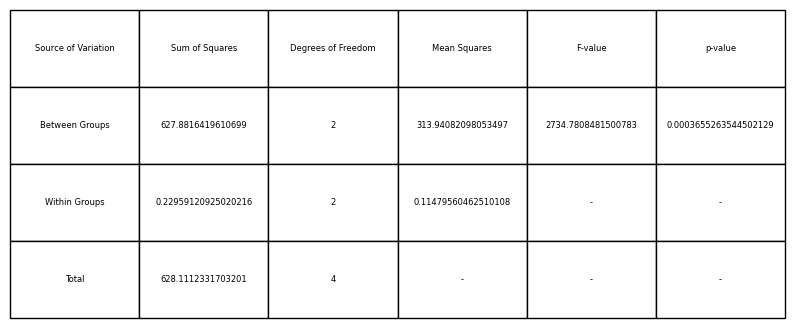 Source of Variation Sum of Squares Degrees of Freedom Mean Squares F-value p-value
Between Groups 627.8816419610699 2 313.94082098053497 2734.7808481500783 0.0003655263544502129
Within Groups 0.22959120925020216 2 0.11479560462510108 - -
Total 628.1112331703201 4 - - -